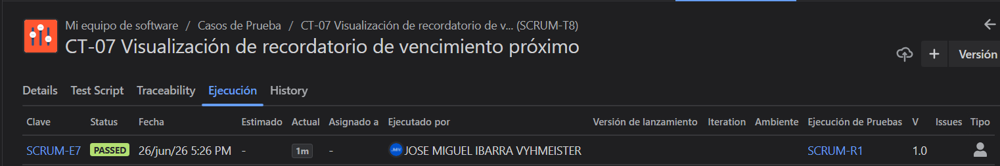 Mi equipo de software / Casos de Prueba / CT-07 Visualización de recordatorio de v... (SCRUM-T8)
CT-07 Visualización de recordatorio de vencimiento próximo
+ Versión
Details Test Script Traceability Ejecución History
Clave Status Fecha Estimado Actual Asignado a Ejecutado por Versión de lanzamiento Iteration Ambiente Ejecución de Pruebas V Issues Tipo
SCRUM-E7 PASSED 26/jun/26 5:26 PM - 1m - JOSE MIGUEL IBARRA VYHMEISTER SCRUM-R1 1.0